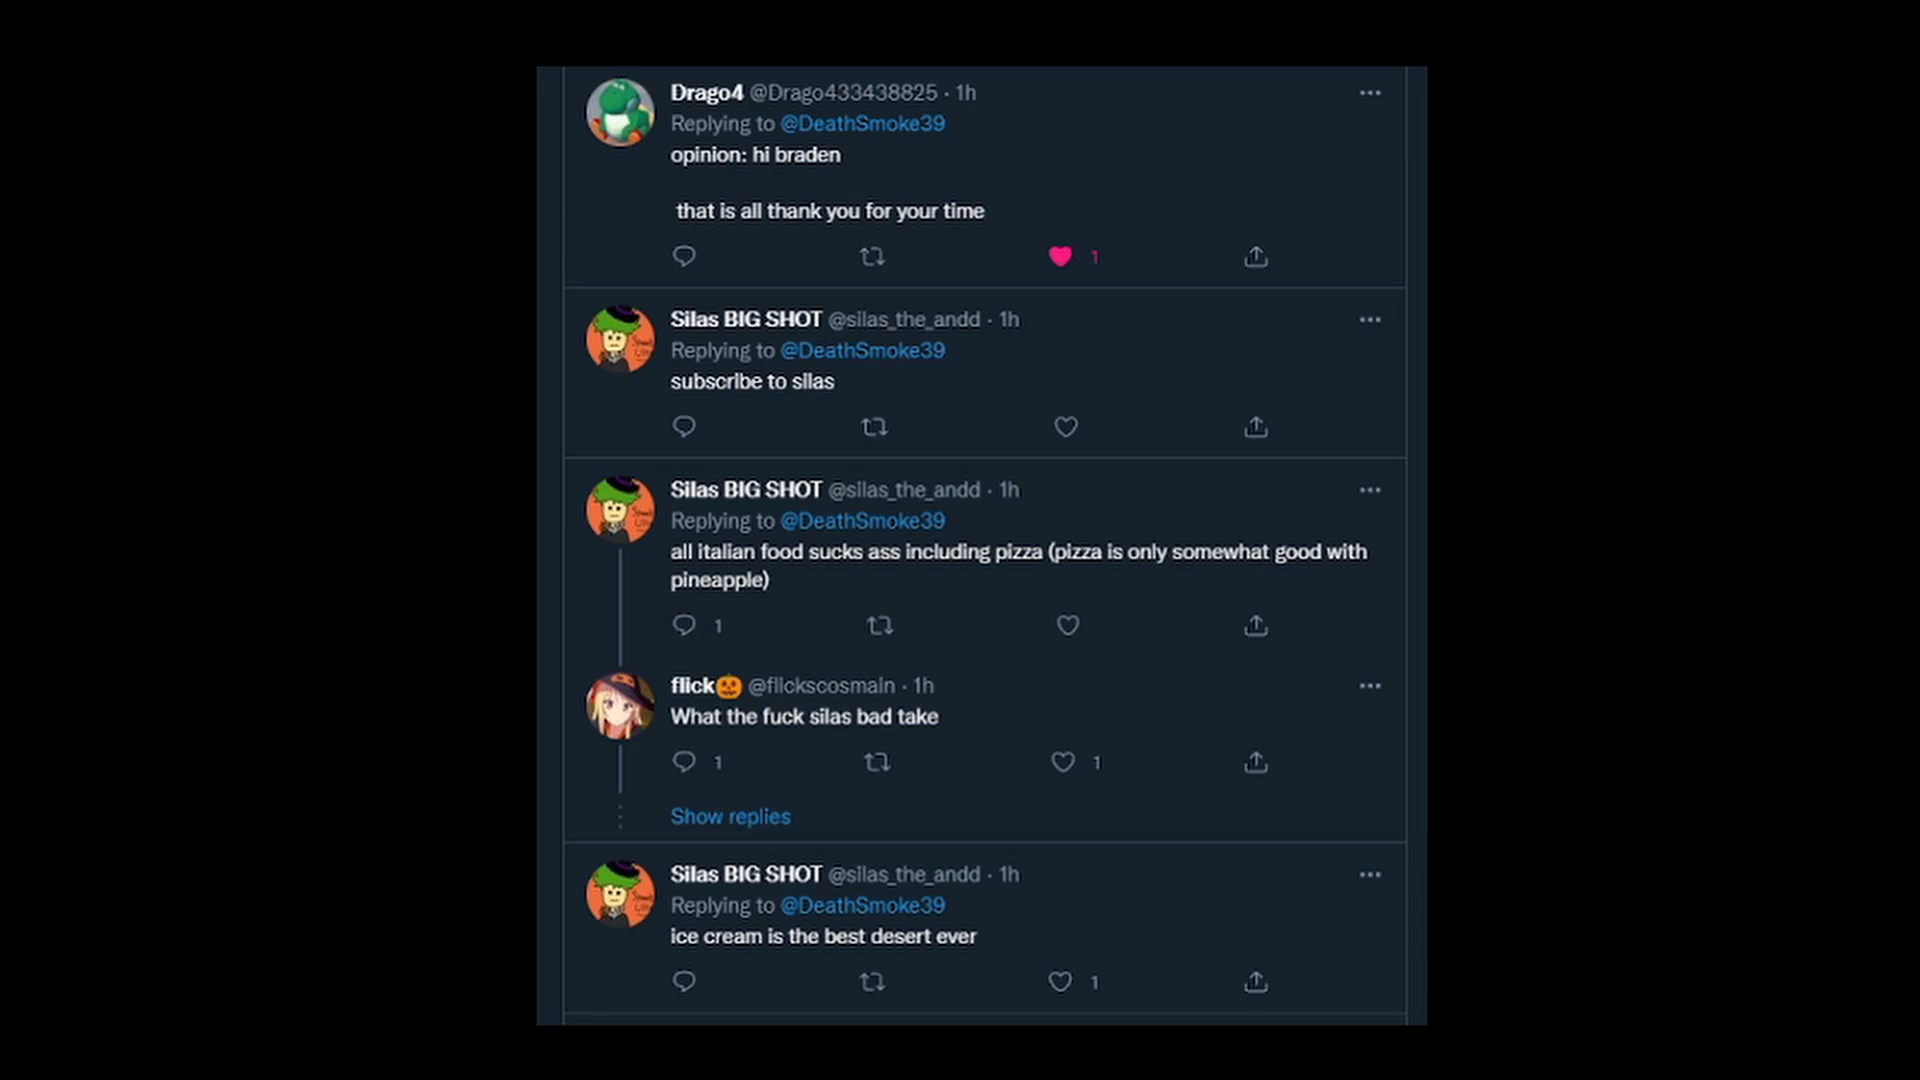 Drago4 @Drago433438825 · 1h
Replying to @DeathSmoke39
opinion: hi braden
that is all thank you for your time
1
Silas BIG SHOT @silas_the_andd · 1h
Replying to @DeathSmoke39
subscribe to silas
Silas BIG SHOT @silas_the_andd · 1h
Replying to @DeathSmoke39
all italian food sucks ass including pizza (pizza is only somewhat good with
pineapple)
1
flick🎃 @flickscosmain · 1h
What the fuck silas bad take
1 1
Show replies
Silas BIG SHOT @silas_the_andd · 1h
Replying to @DeathSmoke39
ice cream is the best desert ever
1